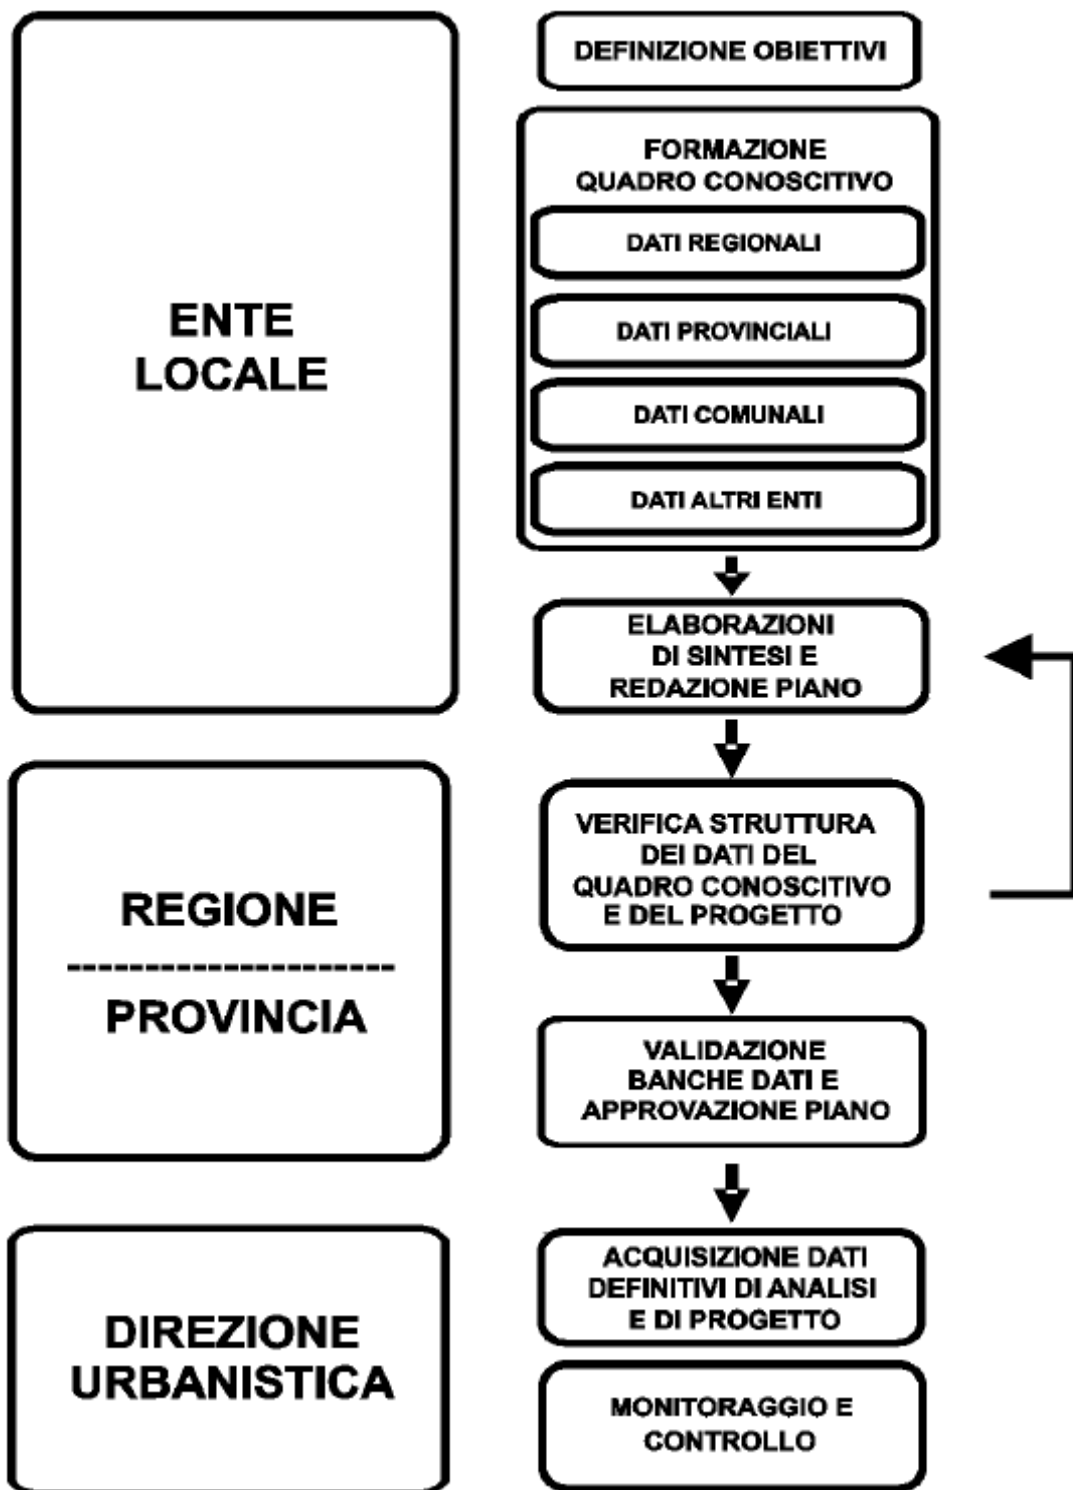 ENTE
LOCALE
DEFINIZIONE OBIETTIVI
FORMAZIONE
QUADRO CONOSCITIVO
DATI REGIONALI
DATI PROVINCIALI
DATI COMUNALI
DATI ALTRI ENTI
ELABORAZIONI
DI SINTESI E
REDAZIONE PIANO
REGIONE
---------------------
PROVINCIA
VERIFICA STRUTTURA
DEI DATI DEL
QUADRO CONOSCITIVO
E DEL PROGETTO
VALIDAZIONE
BANCHE DATI E
APPROVAZIONE PIANO
DIREZIONE
URBANISTICA
ACQUISIZIONE DATI
DEFINITIVI DI ANALISI
E DI PROGETTO
MONITORAGGIO E
CONTROLLO